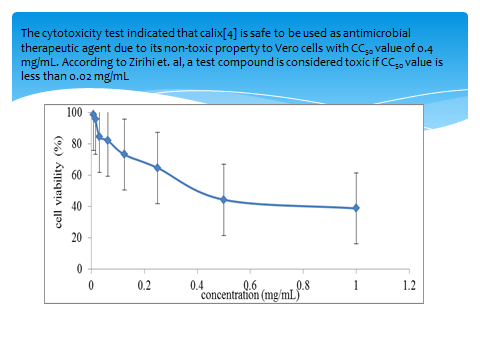 The cytotoxicity test indicated that calix[4] is safe to be used as antimicrobial
therapeutic agent due to its non-toxic property to Vero cells with CC₅₀ value of 0.4
mg/mL. According to Zirihi et. al, a test compound is considered toxic if CC₅₀ value is
less than 0.02 mg/mL
100
80
60
40
20
0
cell viability (%)
0 0.2 0.4 0.6 0.8 1 1.2
concentration (mg/mL)